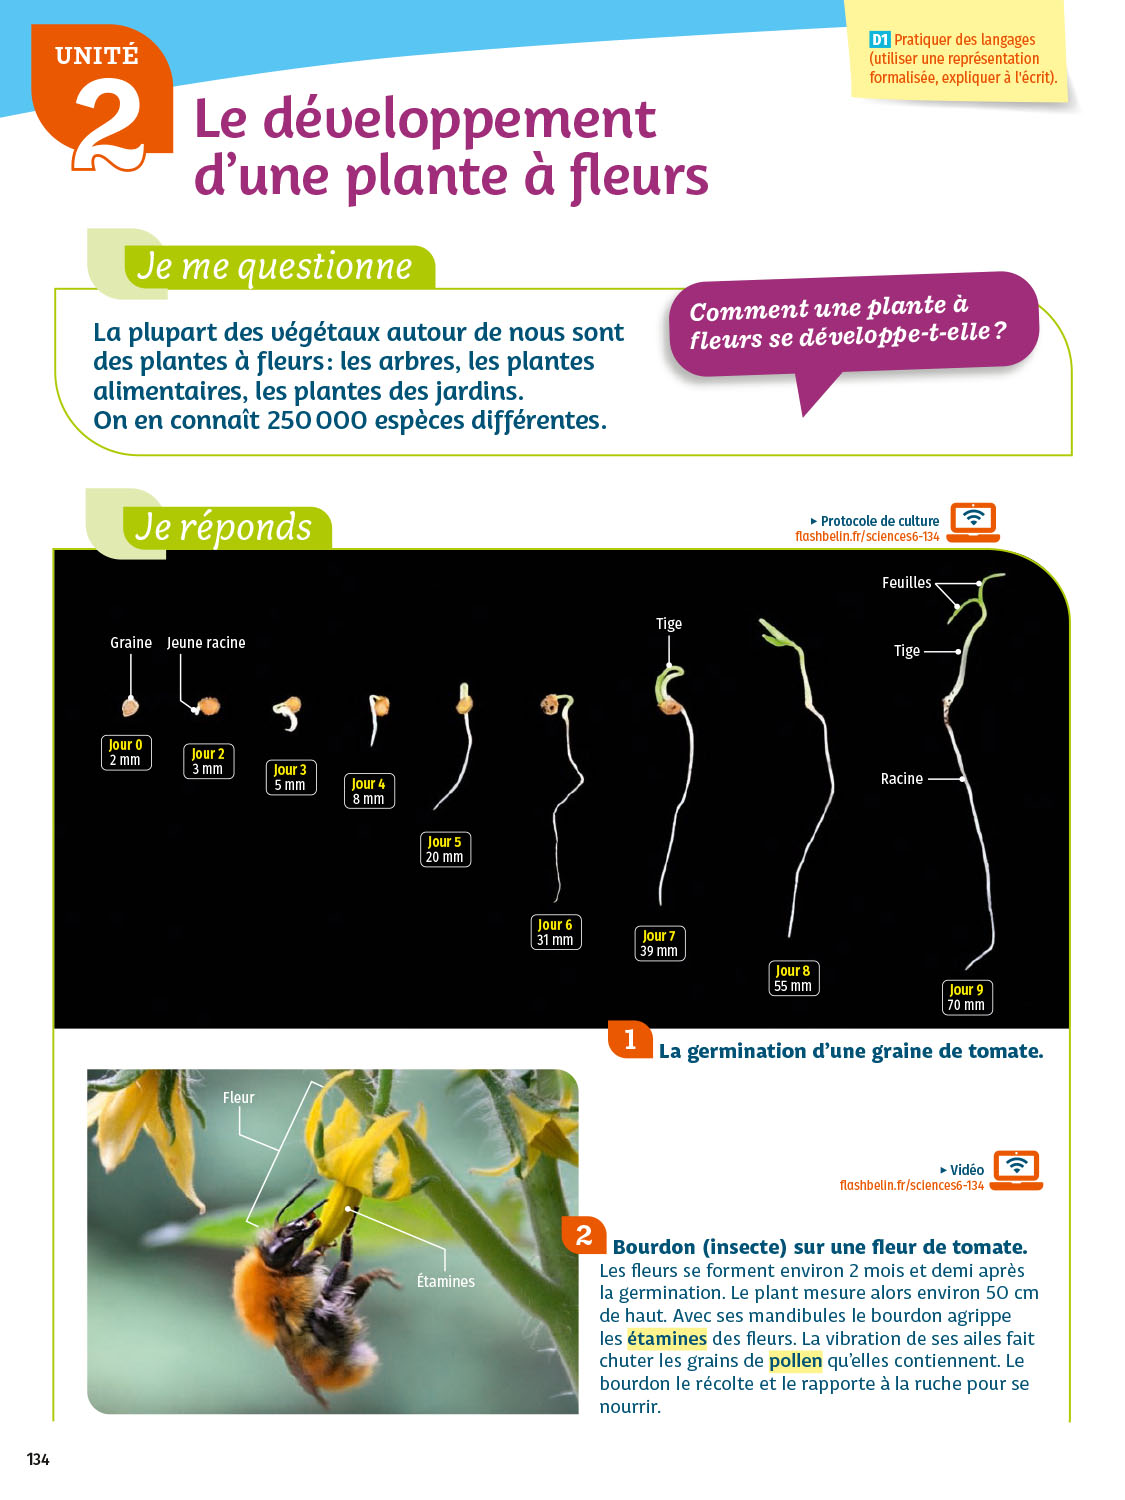 UNITÉ
2
D1 Pratiquer des langages
(utiliser une représentation
formalisée, expliquer à l'écrit).
Le développement
d'une plante à fleurs
Je me questionne
La plupart des végétaux autour de nous sont
des plantes à fleurs : les arbres, les plantes
alimentaires, les plantes des jardins.
On en connaît 250 000 espèces différentes.
Comment une plante à
fleurs se développe-t-elle ?
Je réponds
▸ Protocole de culture
flashbelin.fr/sciences6-134
Graine
Jeune racine
Tige
Feuilles
Tige
Racine
Jour 0
2 mm
Jour 2
3 mm
Jour 3
5 mm
Jour 4
8 mm
Jour 5
20 mm
Jour 6
31 mm
Jour 7
39 mm
Jour 8
55 mm
Jour 9
70 mm
1 La germination d'une graine de tomate.
Fleur
Étamines
▸ Vidéo
flashbelin.fr/sciences6-134
2 Bourdon (insecte) sur une fleur de tomate.
Les fleurs se forment environ 2 mois et demi après
la germination. Le plant mesure alors environ 50 cm
de haut. Avec ses mandibules le bourdon agrippe
les étamines des fleurs. La vibration de ses ailes fait
chuter les grains de pollen qu'elles contiennent. Le
bourdon le récolte et le rapporte à la ruche pour se
nourrir.
134